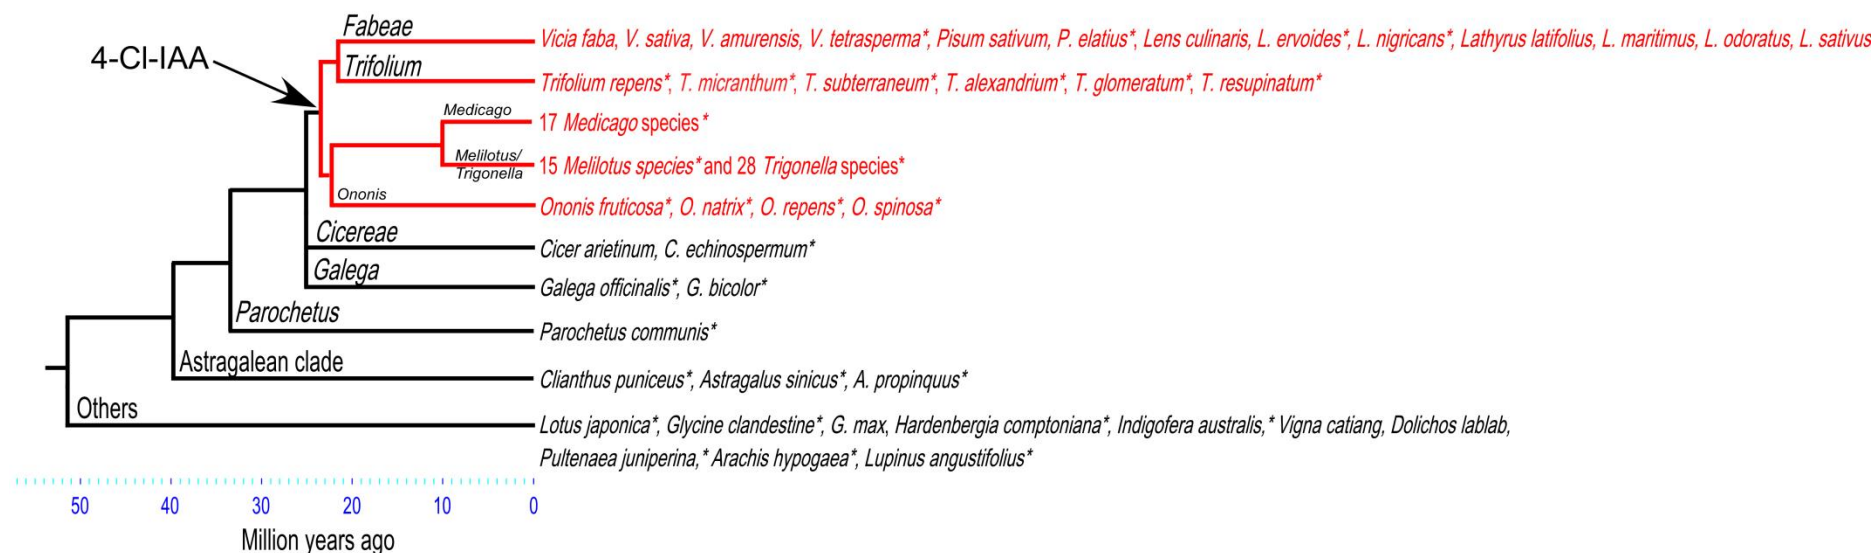 Fabeae
Vicia faba, V. sativa, V. amurensis, V. tetrasperma*, Pisum sativum, P. elatius*, Lens culinaris, L. ervoides*, L. nigricans*, Lathyrus latifolius, L. maritimus, L. odoratus, L. sativus
4-Cl-IAA
Trifolium
Trifolium repens*, T. micranthum*, T. subterraneum*, T. alexandrium*, T. glomeratum*, T. resupinatum*
Medicago
17 Medicago species*
Melilotus/
Trigonella
15 Melilotus species* and 28 Trigonella species*
Ononis
Ononis fruticosa*, O. natrix*, O. repens*, O. spinosa*
Cicereae
Cicer arietinum, C. echinospermum*
Galega
Galega officinalis*, G. bicolor*
Parochetus
Parochetus communis*
Astragalean clade
Clianthus puniceus*, Astragalus sinicus*, A. propinquus*
Others
Lotus japonica*, Glycine clandestine*, G. max, Hardenbergia comptoniana*, Indigofera australis,* Vigna catiang, Dolichos lablab,
Pultenaea juniperina,* Arachis hypogaea*, Lupinus angustifolius*
50 40 30 20 10 0
Million years ago